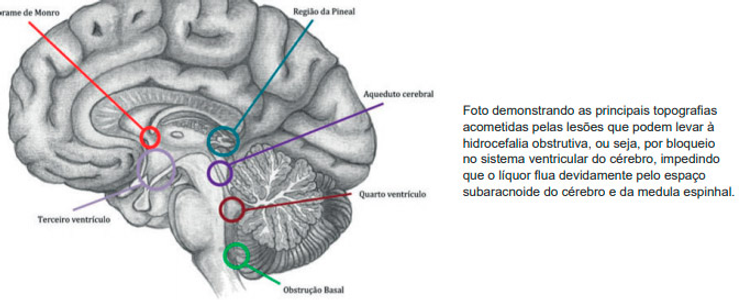 Região da Pineal
rame de Monro
Aqueduto cerebral
Quarto ventrículo
Terceiro ventrículo
Obstrução Basal
Foto demonstrando as principais topografias
acometidas pelas lesões que podem levar à
hidrocefalia obstrutiva, ou seja, por bloqueio
no sistema ventricular do cérebro, impedindo
que o líquor flua devidamente pelo espaço
subaracnoide do cérebro e da medula espinhal.